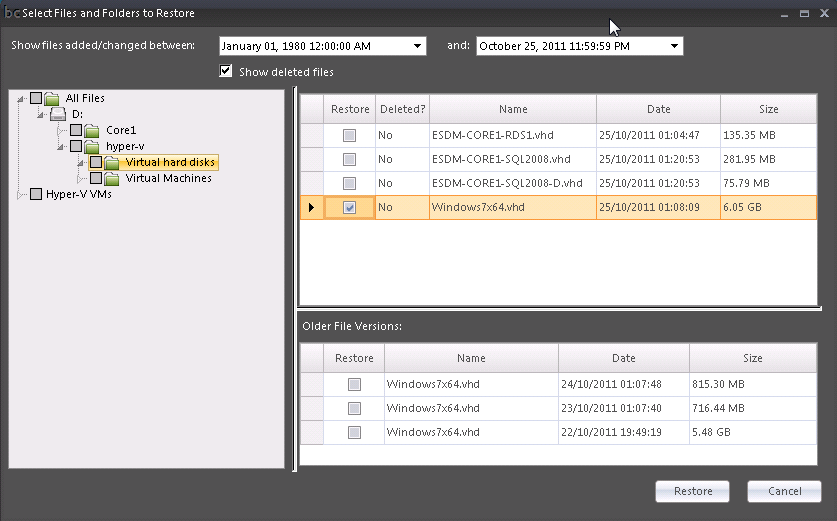 bc Select Files and Folders to Restore
Show files added/changed between: January 01, 1980 12:00:00 AM and: October 25, 2011 11:59:59 PM
Show deleted files
All Files
D:
Core1
hyper-v
Virtual hard disks
Virtual Machines
Hyper-V VMs
Restore Deleted? Name Date Size
No ESDM-CORE1-RDS1.vhd 25/10/2011 01:04:47 135.35 MB
No ESDM-CORE1-SQL2008.vhd 25/10/2011 01:20:53 281.95 MB
No ESDM-CORE1-SQL2008-D.vhd 25/10/2011 01:20:53 75.79 MB
No Windows7x64.vhd 25/10/2011 01:08:09 6.05 GB
Older File Versions:
Restore Name Date Size
Windows7x64.vhd 24/10/2011 01:07:48 815.30 MB
Windows7x64.vhd 23/10/2011 01:07:40 716.44 MB
Windows7x64.vhd 22/10/2011 19:49:19 5.48 GB
Restore Cancel